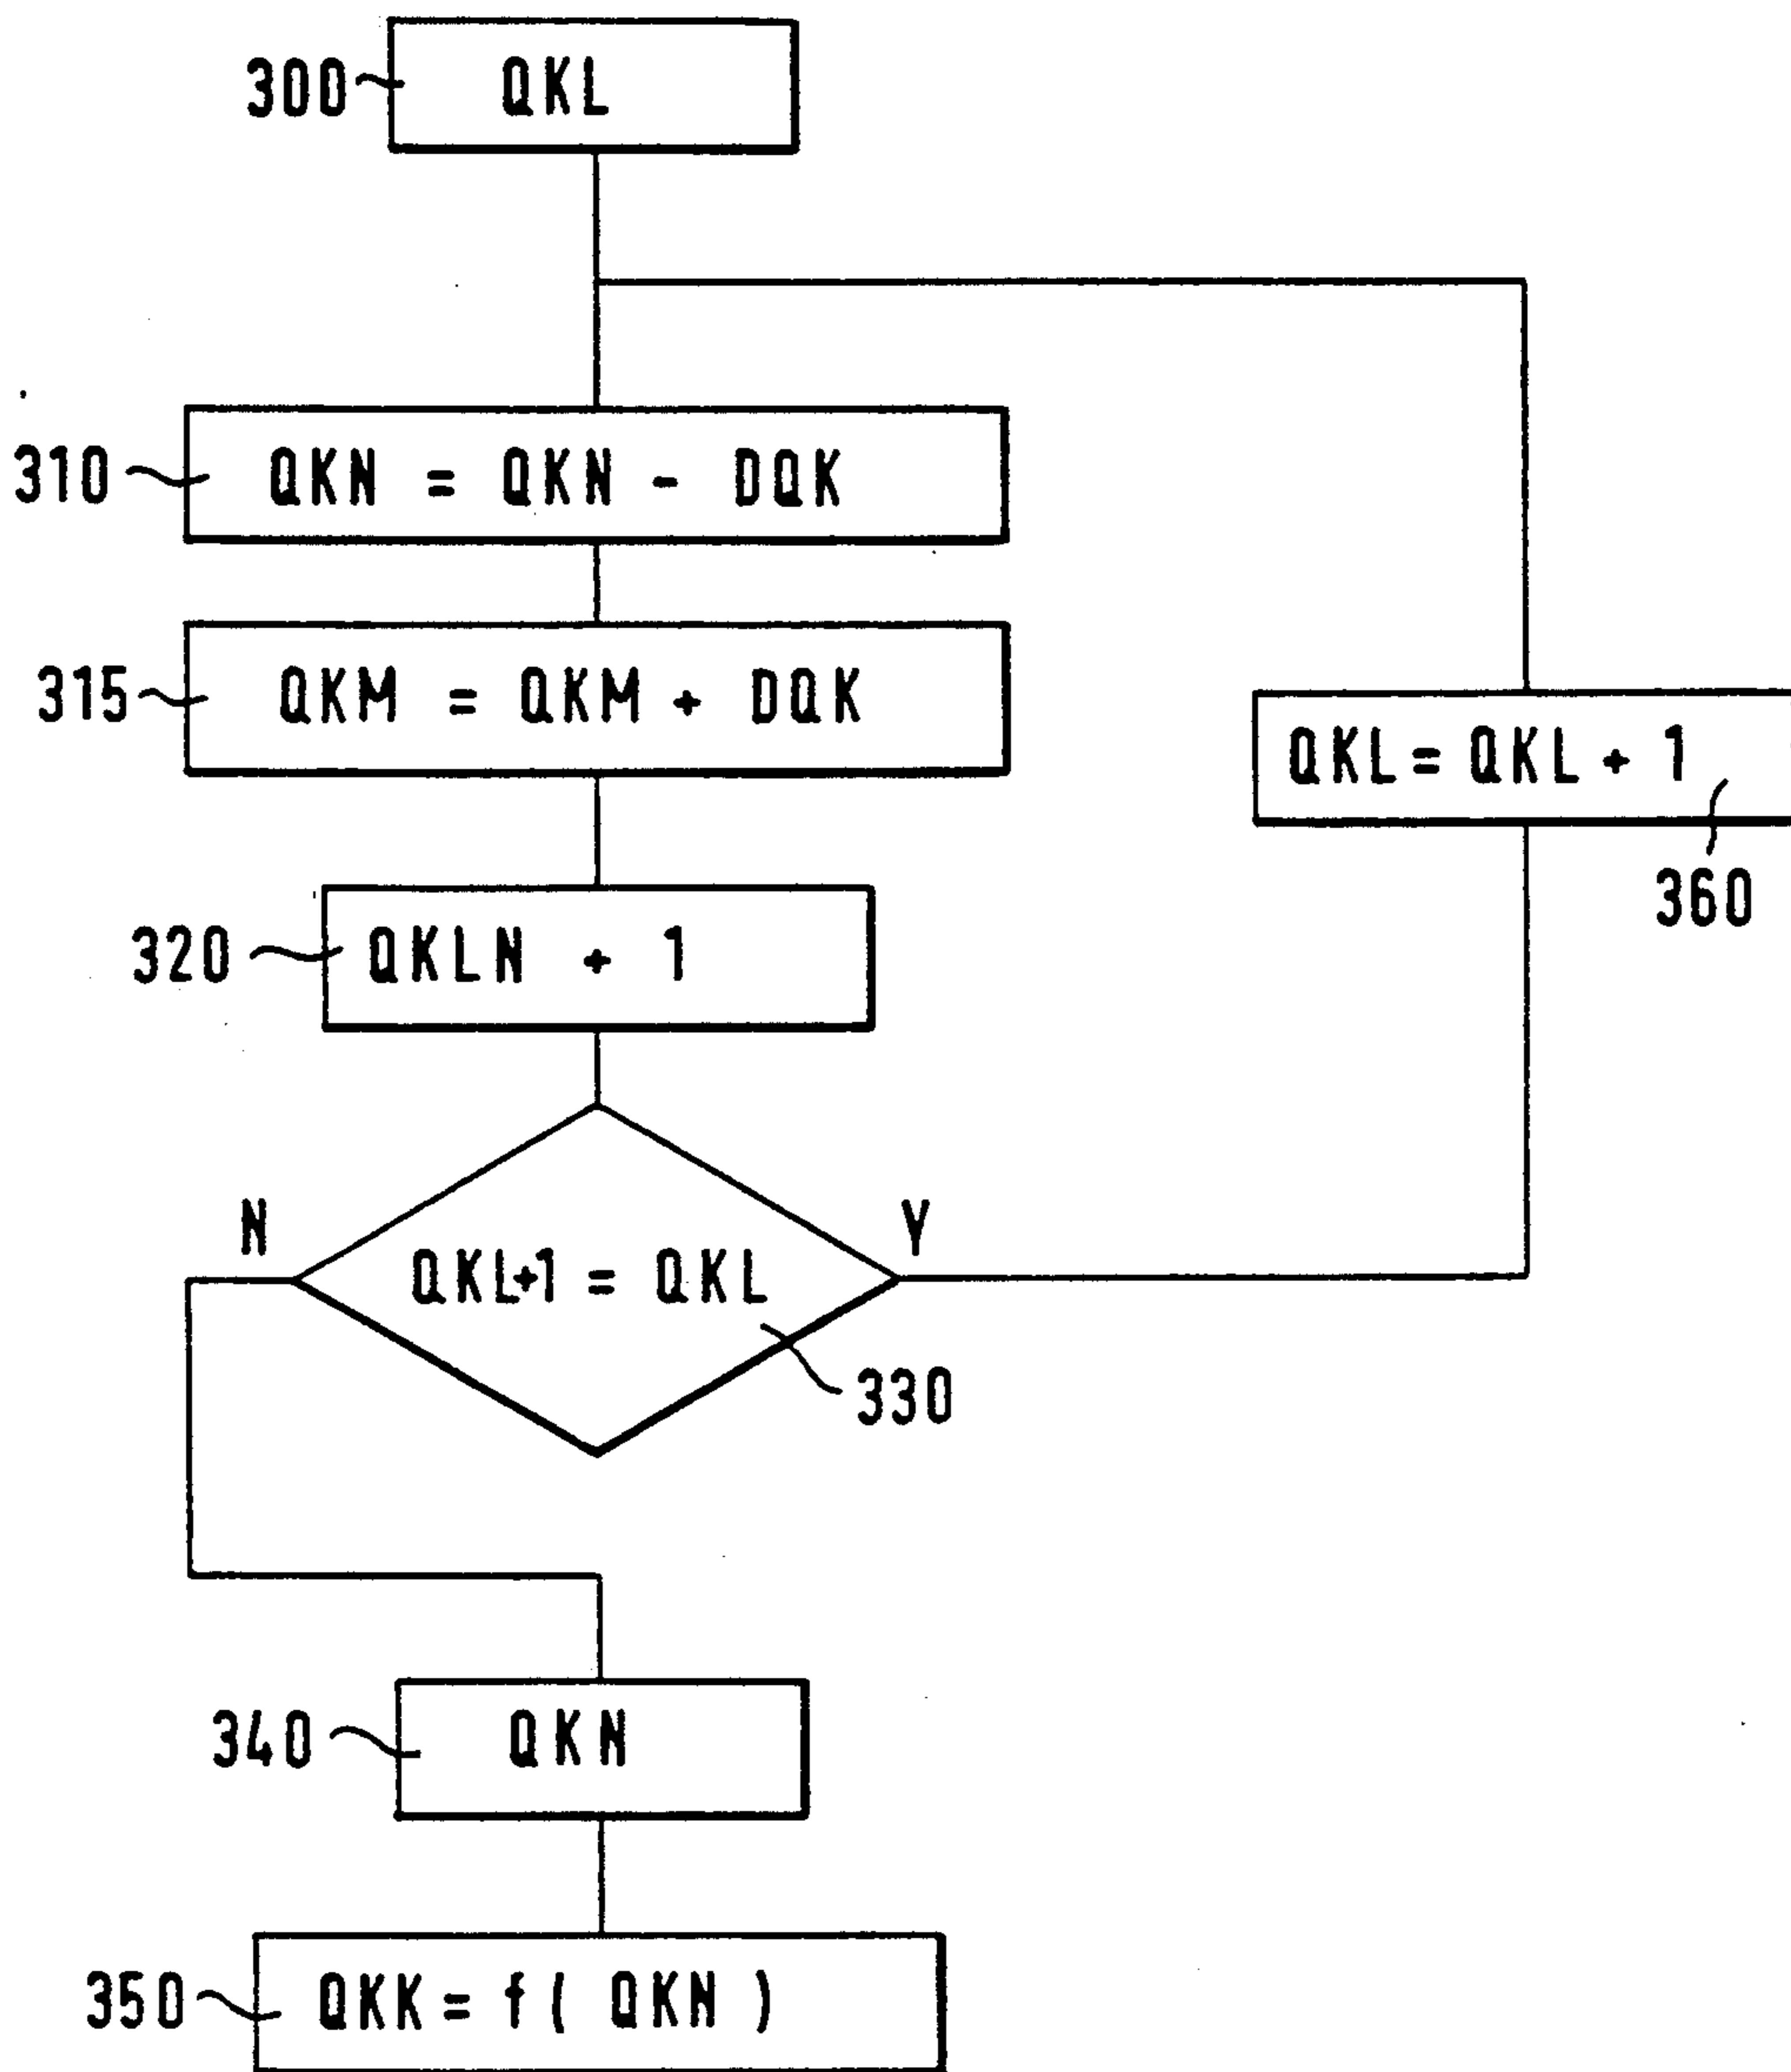 300 QKL
310 QKN = QKN - DQK
315 QKM = QKM + DQK
QKL = QKL + 1
360
320 QKLN + 1
N Y
QKL+1 = QKL
330
340 QKN
350 QKK = f ( QKN )